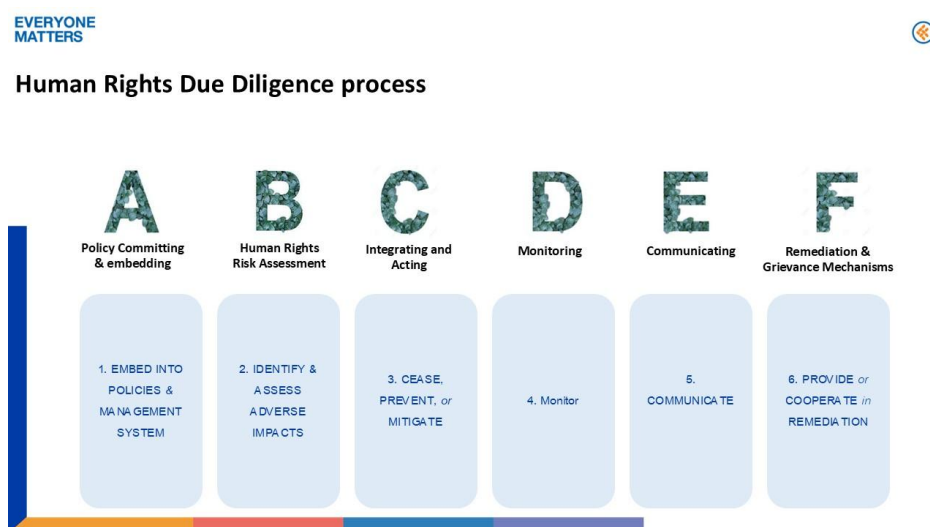 EVERYONE
MATTERS
Human Rights Due Diligence process
A
Policy Committing
& embedding
B
Human Rights
Risk Assessment
C
Integrating and
Acting
D
Monitoring
E
Communicating
F
Remediation &
Grievance Mechanisms
1. EMBED INTO
POLICIES &
MANAGEMENT
SYSTEM
2. IDENTIFY &
ASSESS
ADVERSE
IMPACTS
3. CEASE,
PREVENT, or
MITIGATE
4. Monitor
5.
COMMUNICATE
6. PROVIDE or
COOPERATE in
REMEDIATION